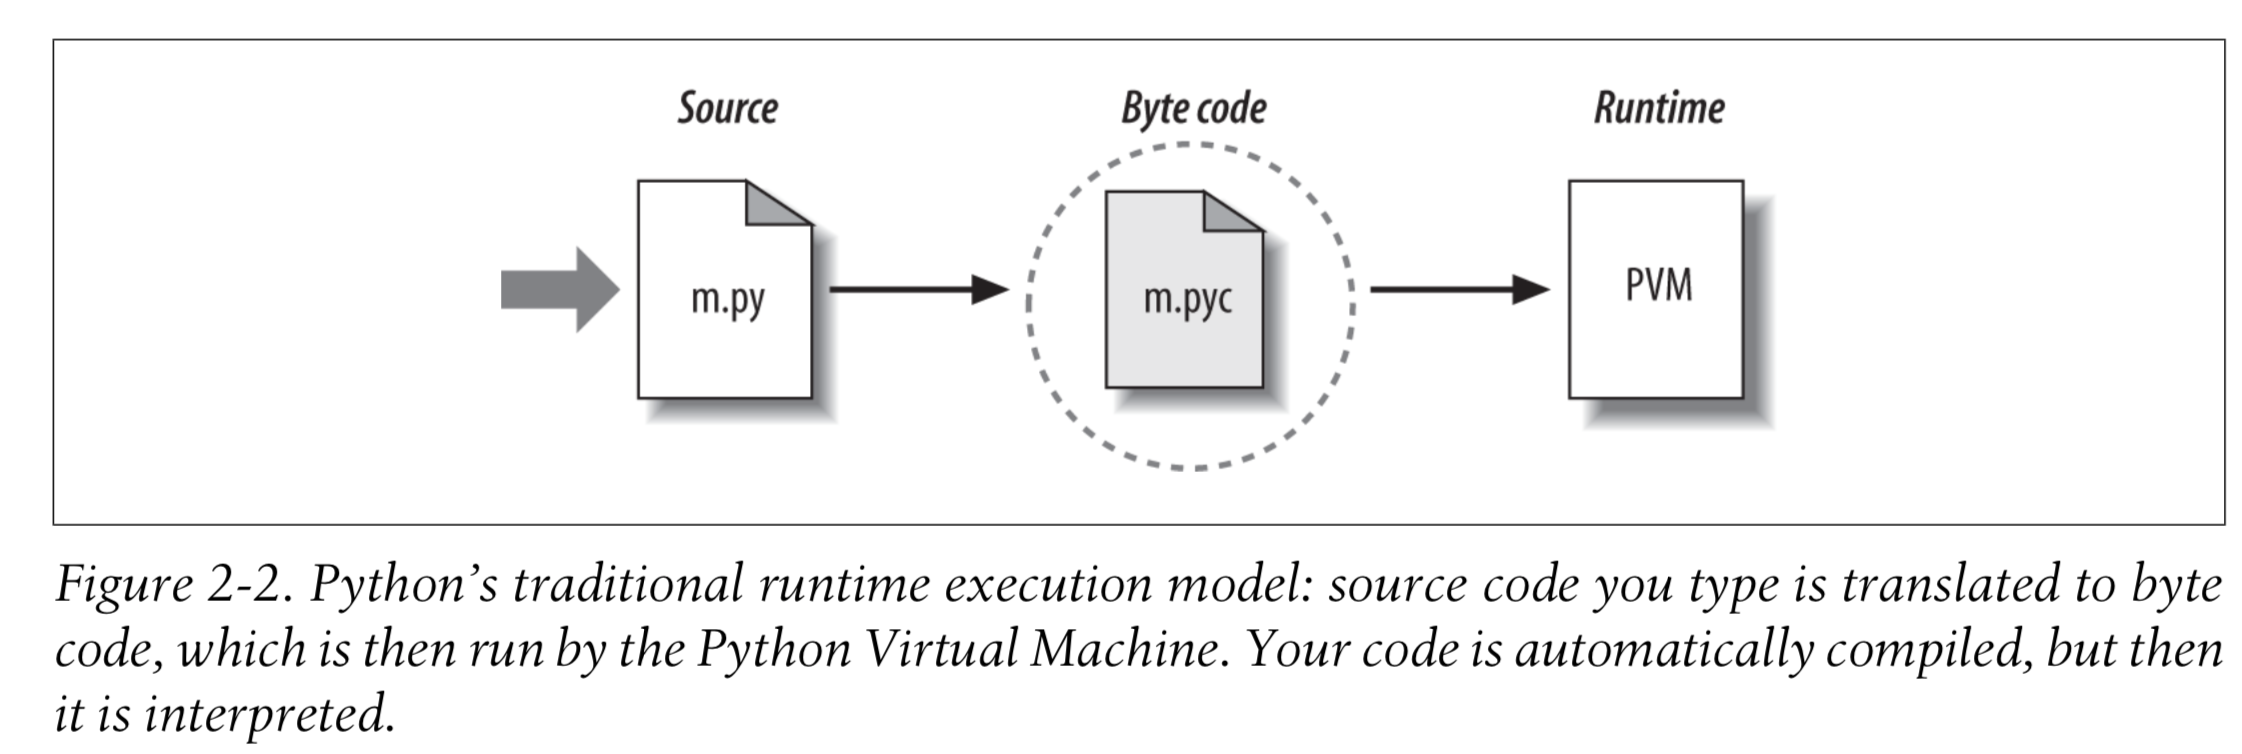 Source
Byte code
Runtime
m.py
m.pyc
PVM
Figure 2-2. Python’s traditional runtime execution model: source code you type is translated to byte
code, which is then run by the Python Virtual Machine. Your code is automatically compiled, but then
it is interpreted.